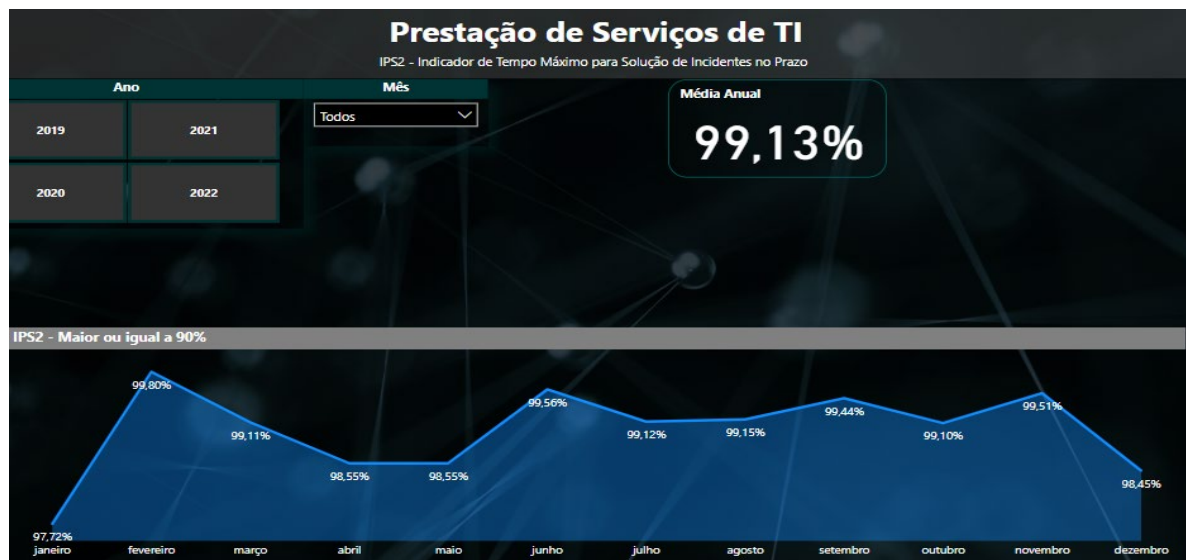 Prestação de Serviços de TI
IPS2 - Indicador de Tempo Máximo para Solução de Incidentes no Prazo
Ano
Mês
2019
2021
2020
2022
Todos
Média Anual
99,13%
IPS2 - Maior ou igual a 90%
97,72%
99,80%
99,11%
98,55%
98,55%
99,56%
99,12%
99,15%
99,44%
99,10%
99,51%
98,45%
janeiro fevereiro março abril maio junho julho agosto setembro outubro novembro dezembro